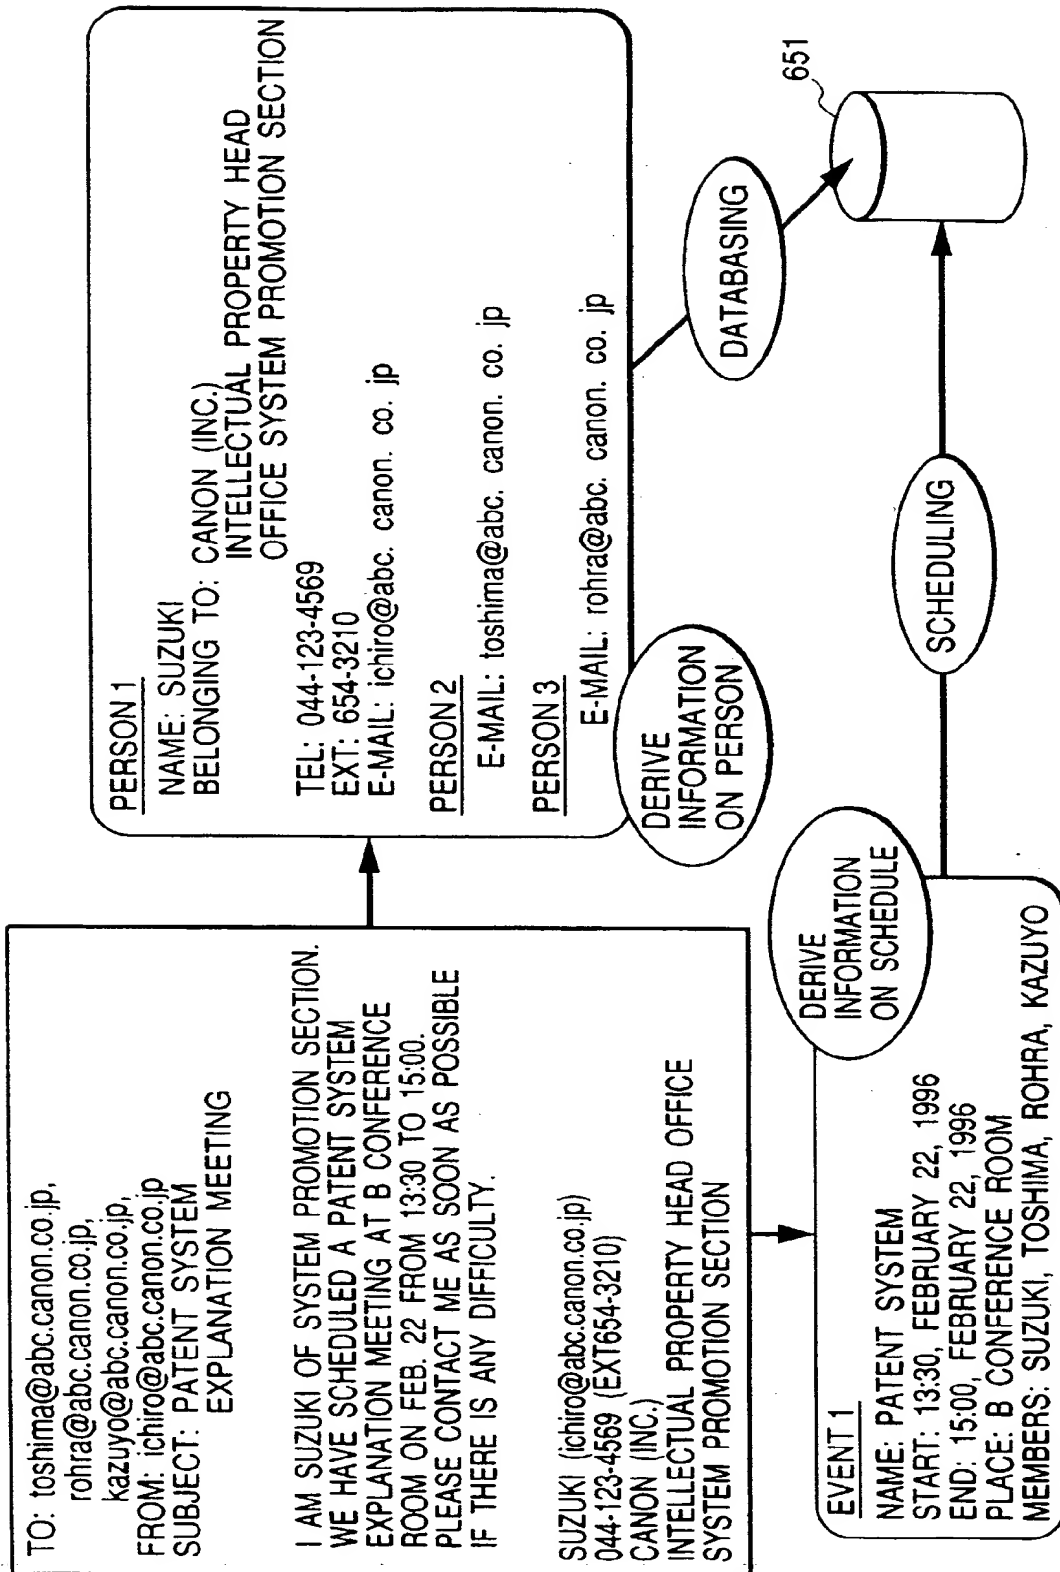 TO: toshima@abc.canon.co.jp,
rohra@abc.canon.co.jp,
kazuyo@abc.canon.co.jp,
FROM: ichiro@abc.canon.co.jp
SUBJECT: PATENT SYSTEM
EXPLANATION MEETING
I AM SUZUKI OF SYSTEM PROMOTION SECTION.
WE HAVE SCHEDULED A PATENT SYSTEM
EXPLANATION MEETING AT B CONFERENCE
ROOM ON FEB. 22 FROM 13:30 TO 15:00.
PLEASE CONTACT ME AS SOON AS POSSIBLE
IF THERE IS ANY DIFFICULTY.
SUZUKI (ichiro@abc.canon.co.jp)
044-123-4569 (EXT654-3210)
CANON (INC.)
INTELLECTUAL PROPERTY HEAD OFFICE
SYSTEM PROMOTION SECTION
PERSON 1
NAME: SUZUKI
BELONGING TO: CANON (INC.)
INTELLECTUAL PROPERTY HEAD
OFFICE SYSTEM PROMOTION SECTION
TEL: 044-123-4569
EXT: 654-3210
E-MAIL: ichiro@abc. canon. co. jp
PERSON 2
E-MAIL: toshima@abc. canon. co. jp
PERSON 3
E-MAIL: rohra@abc. canon. co. jp
DERIVE
INFORMATION
ON PERSON
DATABASING
651
EVENT 1
NAME: PATENT SYSTEM
START: 13:30, FEBRUARY 22, 1996
END: 15:00, FEBRUARY 22, 1996
PLACE: B CONFERENCE ROOM
MEMBERS: SUZUKI, TOSHIMA, ROHRA, KAZUYO
DERIVE
INFORMATION
ON SCHEDULE
SCHEDULING